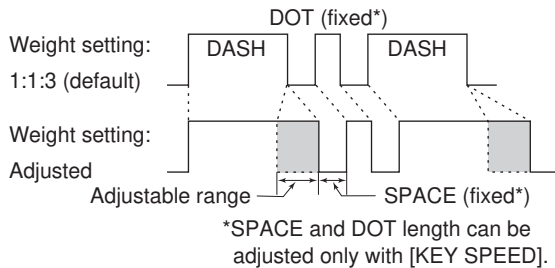 DOT (fixed*)
Weight setting:
DASH
DASH
1:1:3 (default)
Weight setting:
Adjusted
Adjustable range
SPACE (fixed*)
*SPACE and DOT length can be
adjusted only with [KEY SPEED].